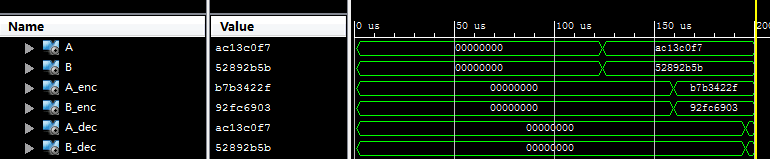 Name Value 0 us 50 us 100 us 150 us 200
A ac13c0f7 00000000 ac13c0f7
B 52892b5b 00000000 52892b5b
A_enc b7b3422f 00000000 b7b3422f
B_enc 92fc6903 00000000 92fc6903
A_dec ac13c0f7 00000000
B_dec 52892b5b 00000000